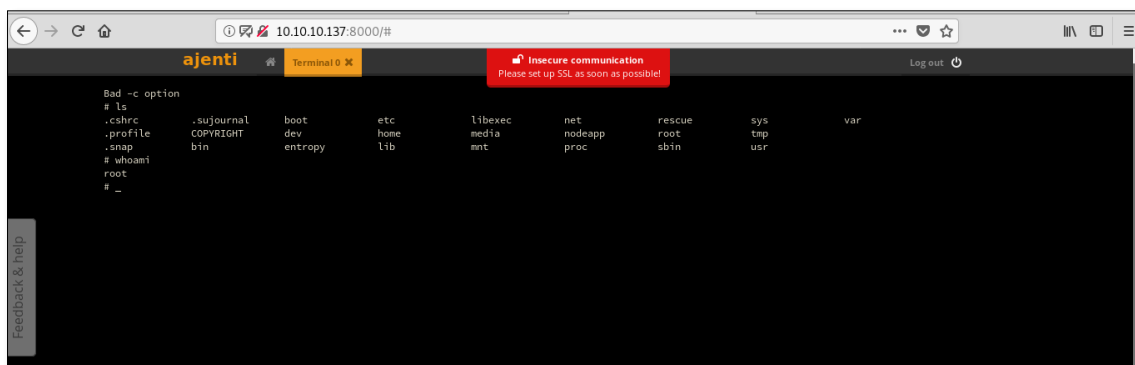 10.10.10.137:8000/#
ajenti Terminal 0 Insecure communication Log out
Please set up SSL as soon as possible!
Bad -c option
# ls
.cshrc .sujournal boot etc libexec net rescue sys var
.profile COPYRIGHT dev home media nodeapp root tmp
.snap bin entropy lib mnt proc sbin usr
# whoami
root
# _
Feedback & help